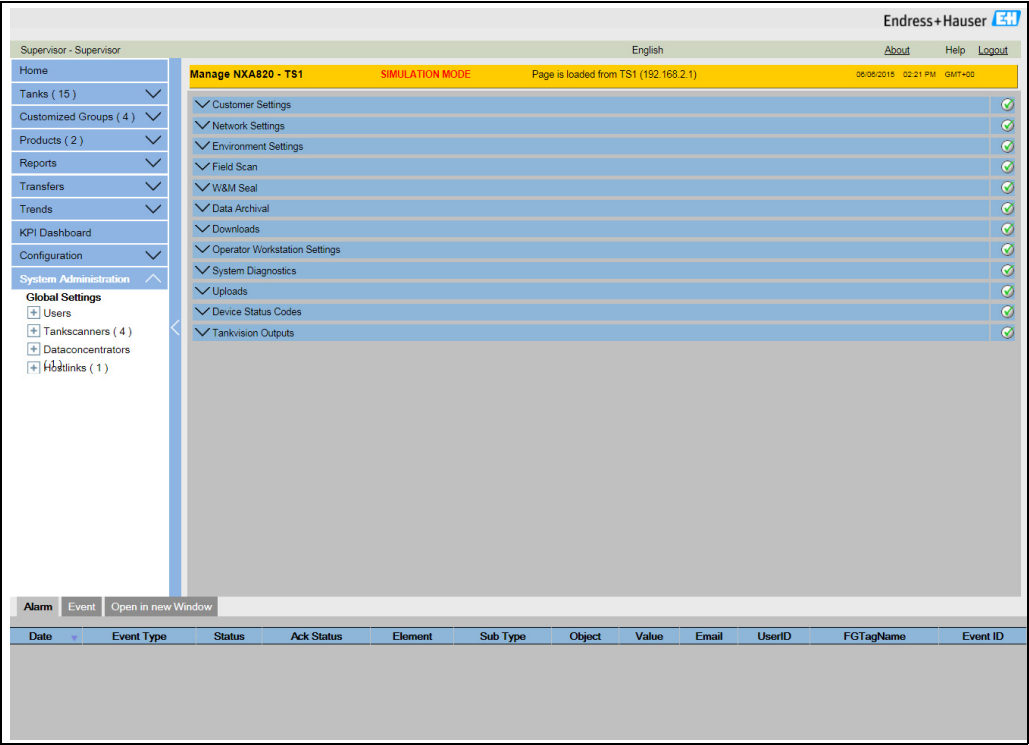 Endress+Hauser EH
Supervisor - Supervisor English About Help Logout
Home
Tanks ( 15 )
Customized Groups ( 4 )
Products ( 2 )
Reports
Transfers
Trends
KPI Dashboard
Configuration
System Administration
Global Settings
Users
Tankscanners ( 4 )
Dataconcentrators
( 1 )
Hostlinks ( 1 )
Manage NXA820 - TS1 SIMULATION MODE Page is loaded from TS1 (192.168.2.1) 06/06/2015 02:21 PM GMT+00
Customer Settings
Network Settings
Environment Settings
Field Scan
W&M Seal
Data Archival
Downloads
Operator Workstation Settings
System Diagnostics
Uploads
Device Status Codes
Tankvision Outputs
Alarm Event Open in new Window
Date Event Type Status Ack Status Element Sub Type Object Value Email UserID FGTagName Event ID